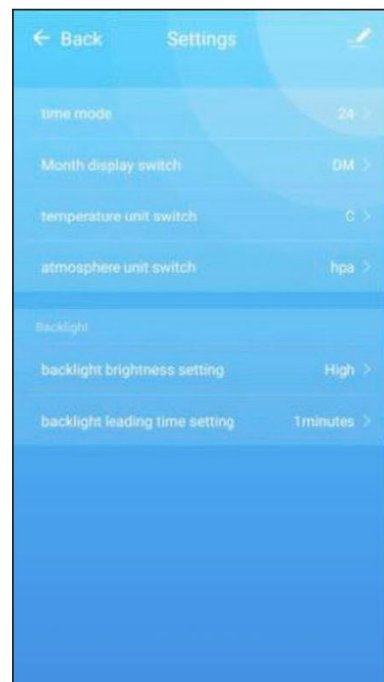 ← Back Settings
time mode 24 >
Month display switch DM >
temperature unit switch C >
atmosphere unit switch hpa >
Backlight
backlight brightness setting High >
backlight leading time setting 1minutes >